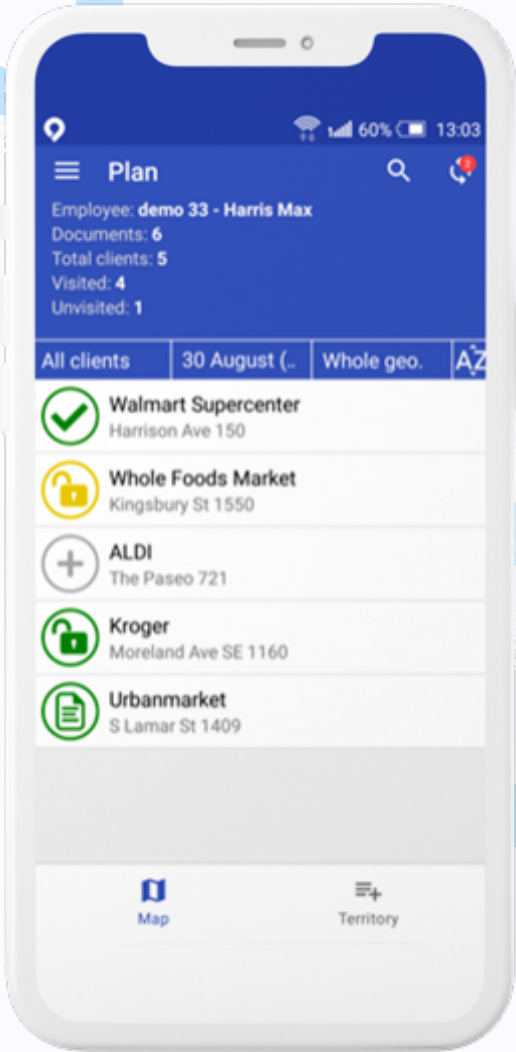 60% 13:03
Plan
2
Employee: demo 33 - Harris Max
Documents: 6
Total clients: 5
Visited: 4
Unvisited: 1
All clients 30 August (.. Whole geo. AZ
Walmart Supercenter
Harrison Ave 150
Whole Foods Market
Kingsbury St 1550
ALDI
The Paseo 721
Kroger
Moreland Ave SE 1160
Urbanmarket
S Lamar St 1409
Map Territory